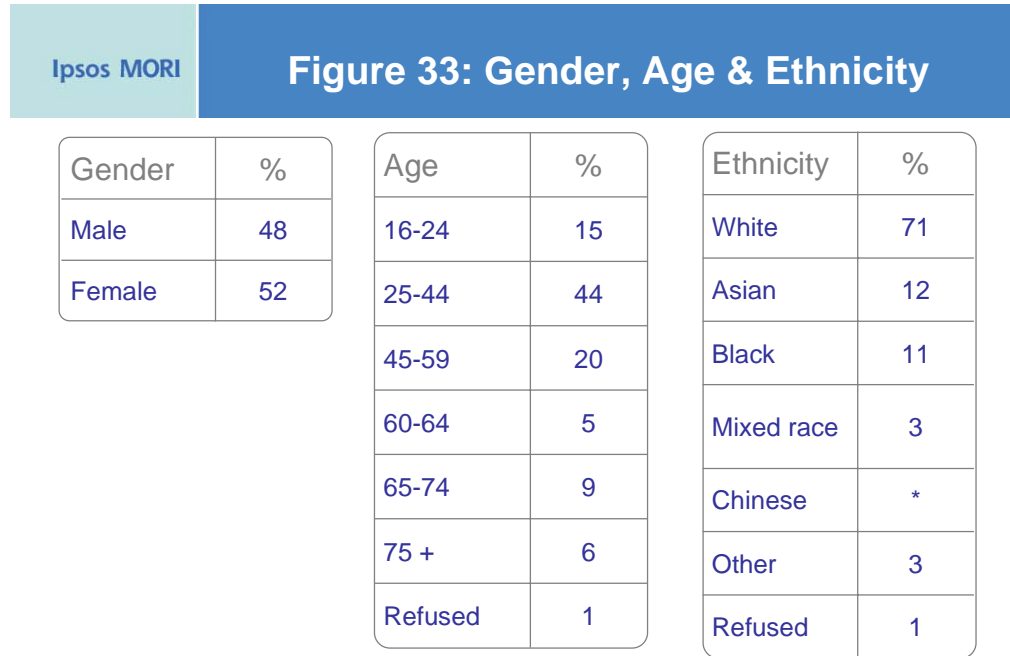 Ipsos MORI
Figure 33: Gender, Age & Ethnicity
Gender %
Male 48
Female 52
Age %
16-24 15
25-44 44
45-59 20
60-64 5
65-74 9
75 + 6
Refused 1
Ethnicity %
White 71
Asian 12
Black 11
Mixed race 3
Chinese *
Other 3
Refused 1